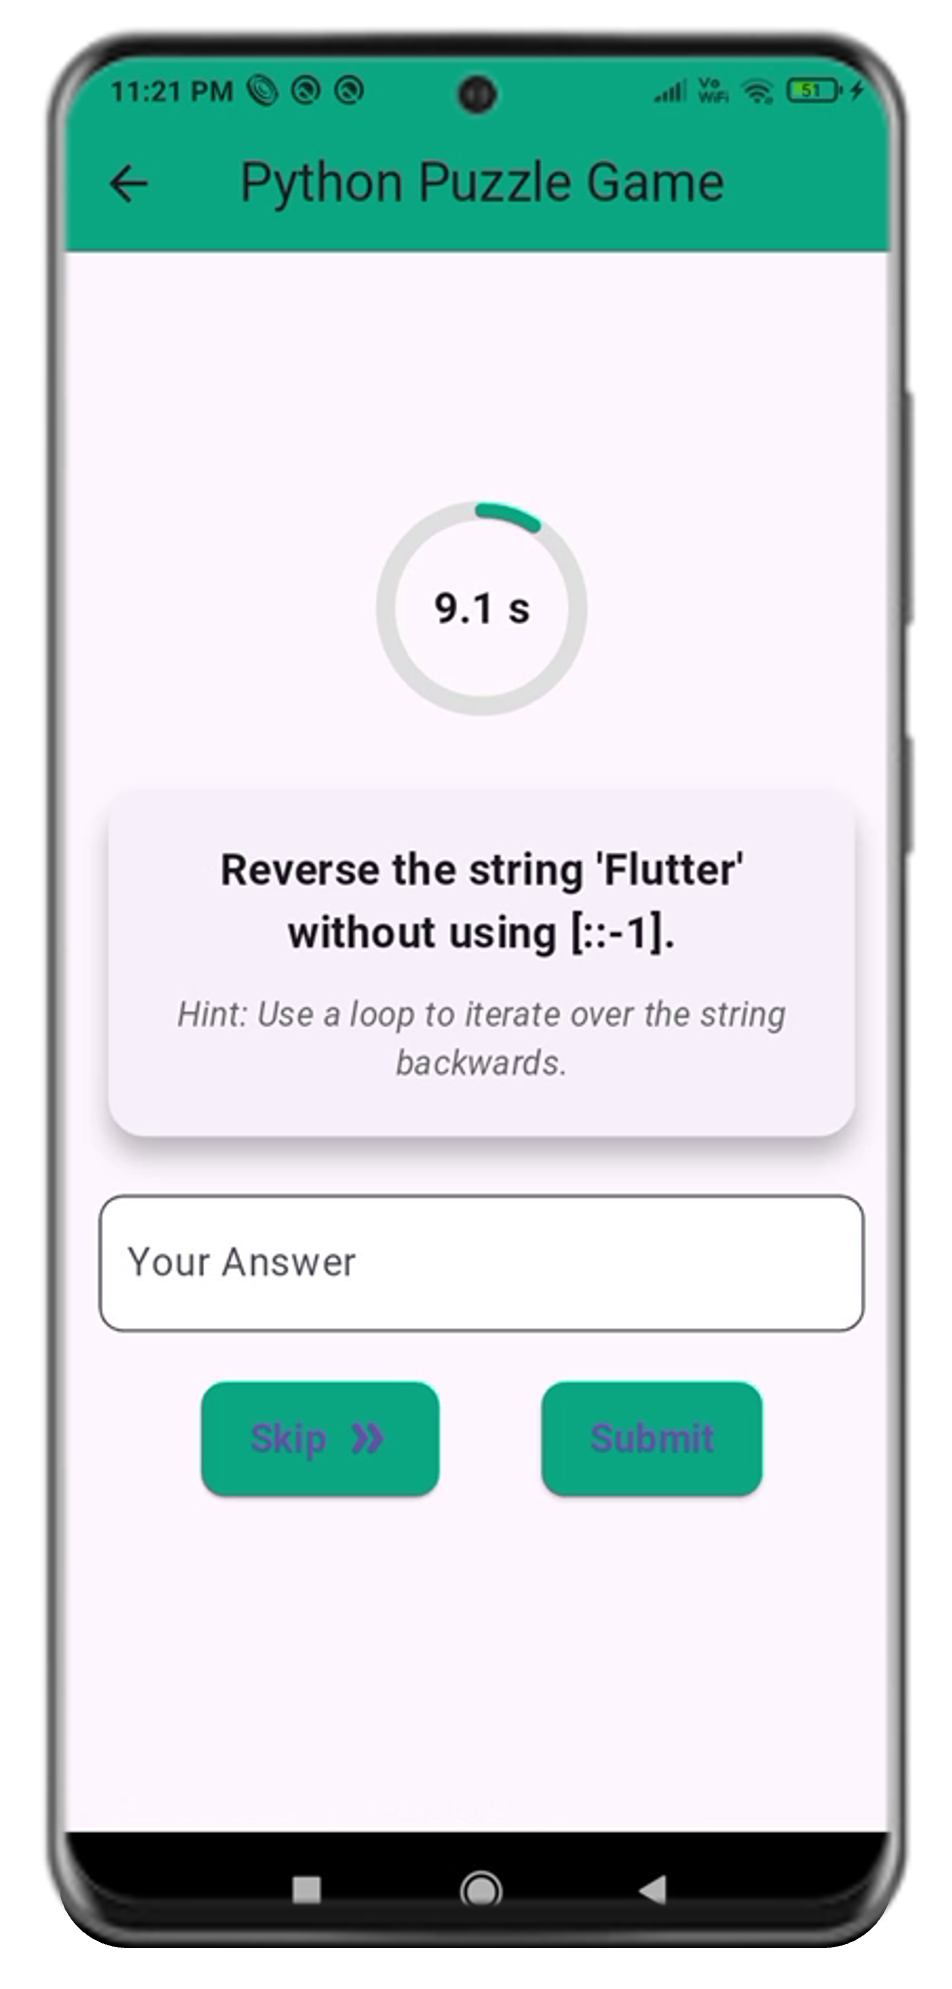 11:21 PM Vo WiFi 51
Python Puzzle Game
9.1 s
Reverse the string 'Flutter'
without using [::-1].
Hint: Use a loop to iterate over the string
backwards.
Your Answer
Skip Submit